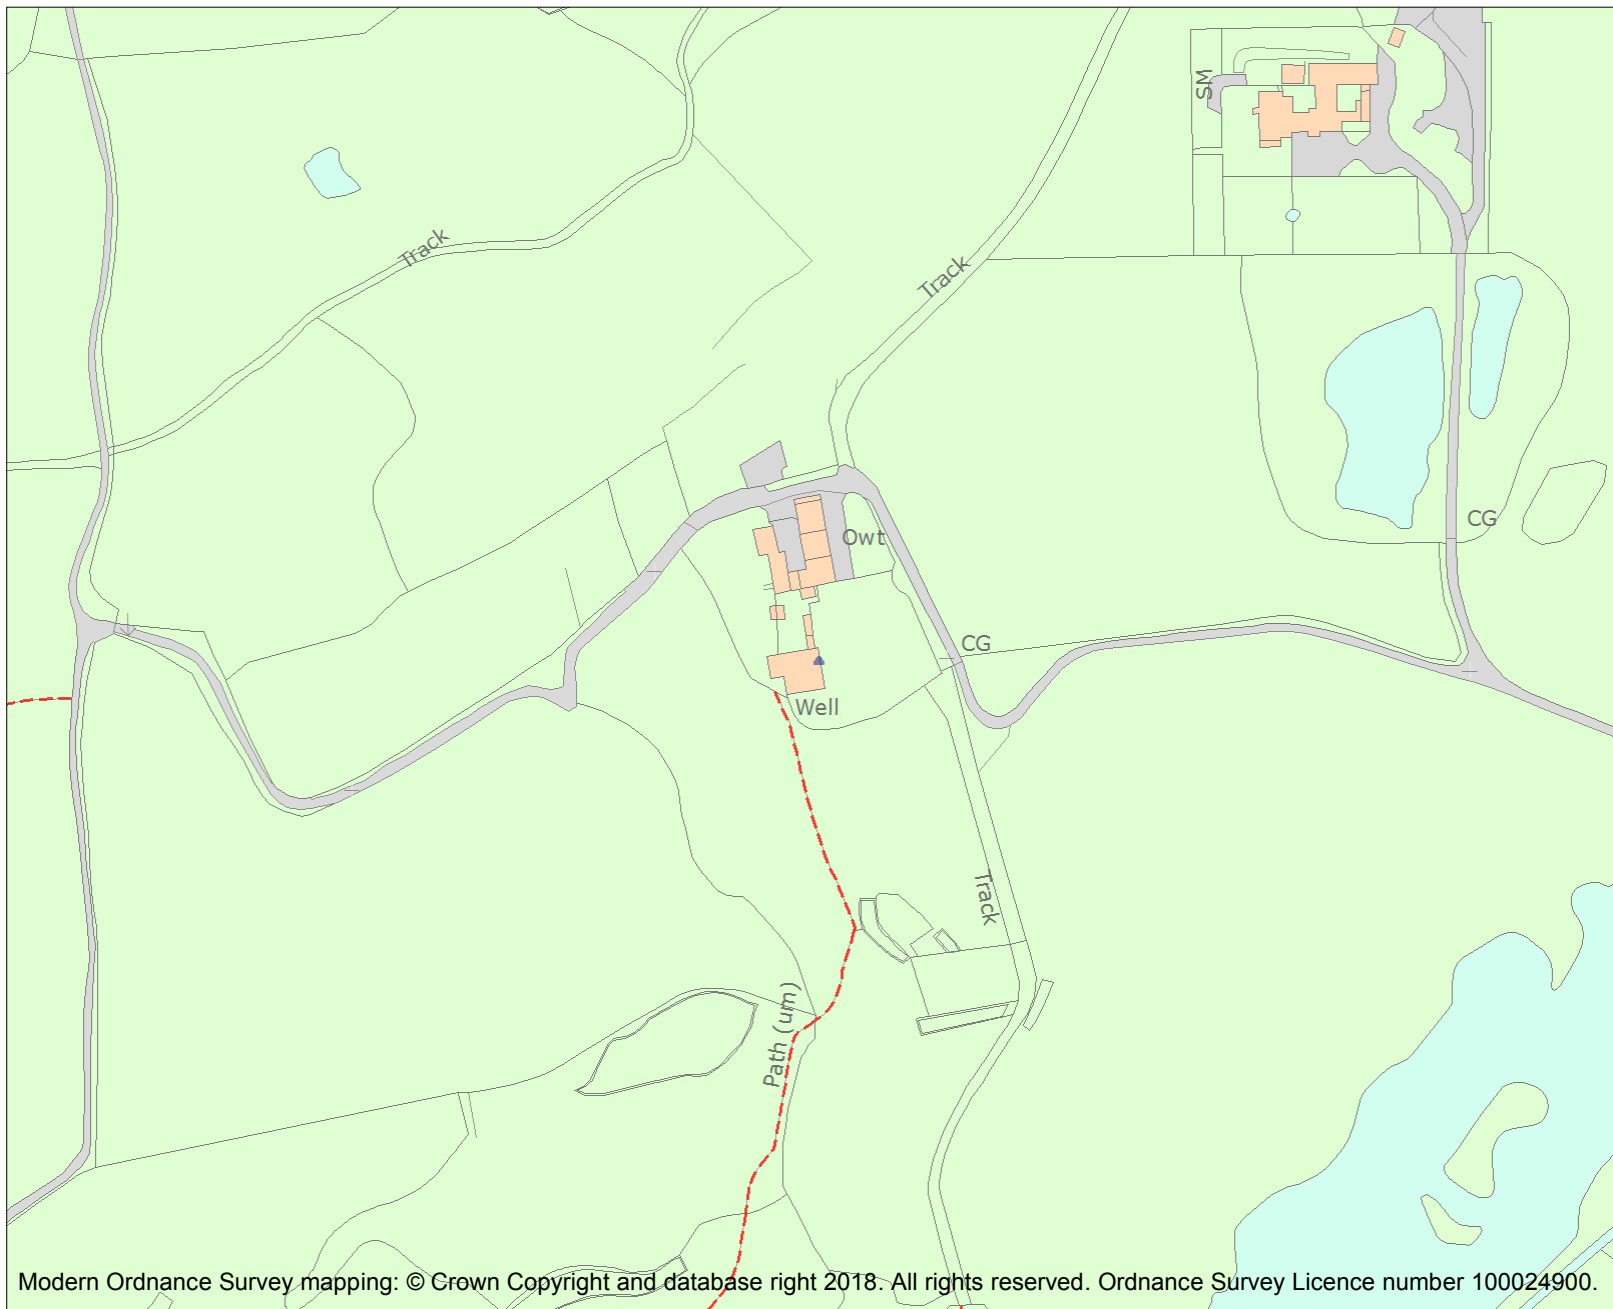 SM
Track
Track
Owt
CG
CG
Well
Track
Path (um)
Modern Ordnance Survey mapping: © Crown Copyright and database right 2018. All rights reserved. Ordnance Survey Licence number 100024900.